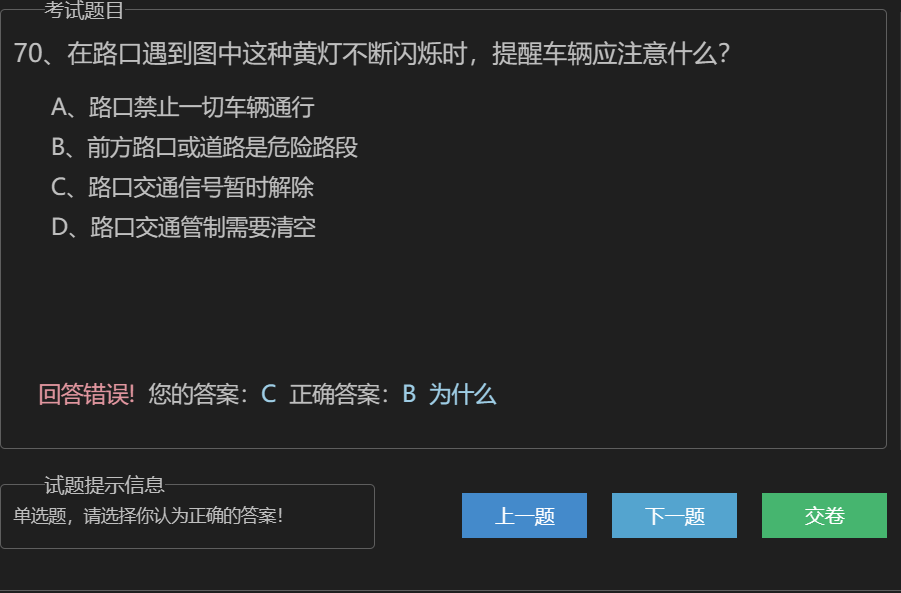 考试题目
70、在路口遇到图中这种黄灯不断闪烁时，提醒车辆应注意什么？
A、路口禁止一切车辆通行
B、前方路口或道路是危险路段
C、路口交通信号暂时解除
D、路口交通管制需要清空
回答错误! 您的答案：C 正确答案：B 为什么
试题提示信息
单选题，请选择你认为正确的答案!
上一题 下一题 交卷